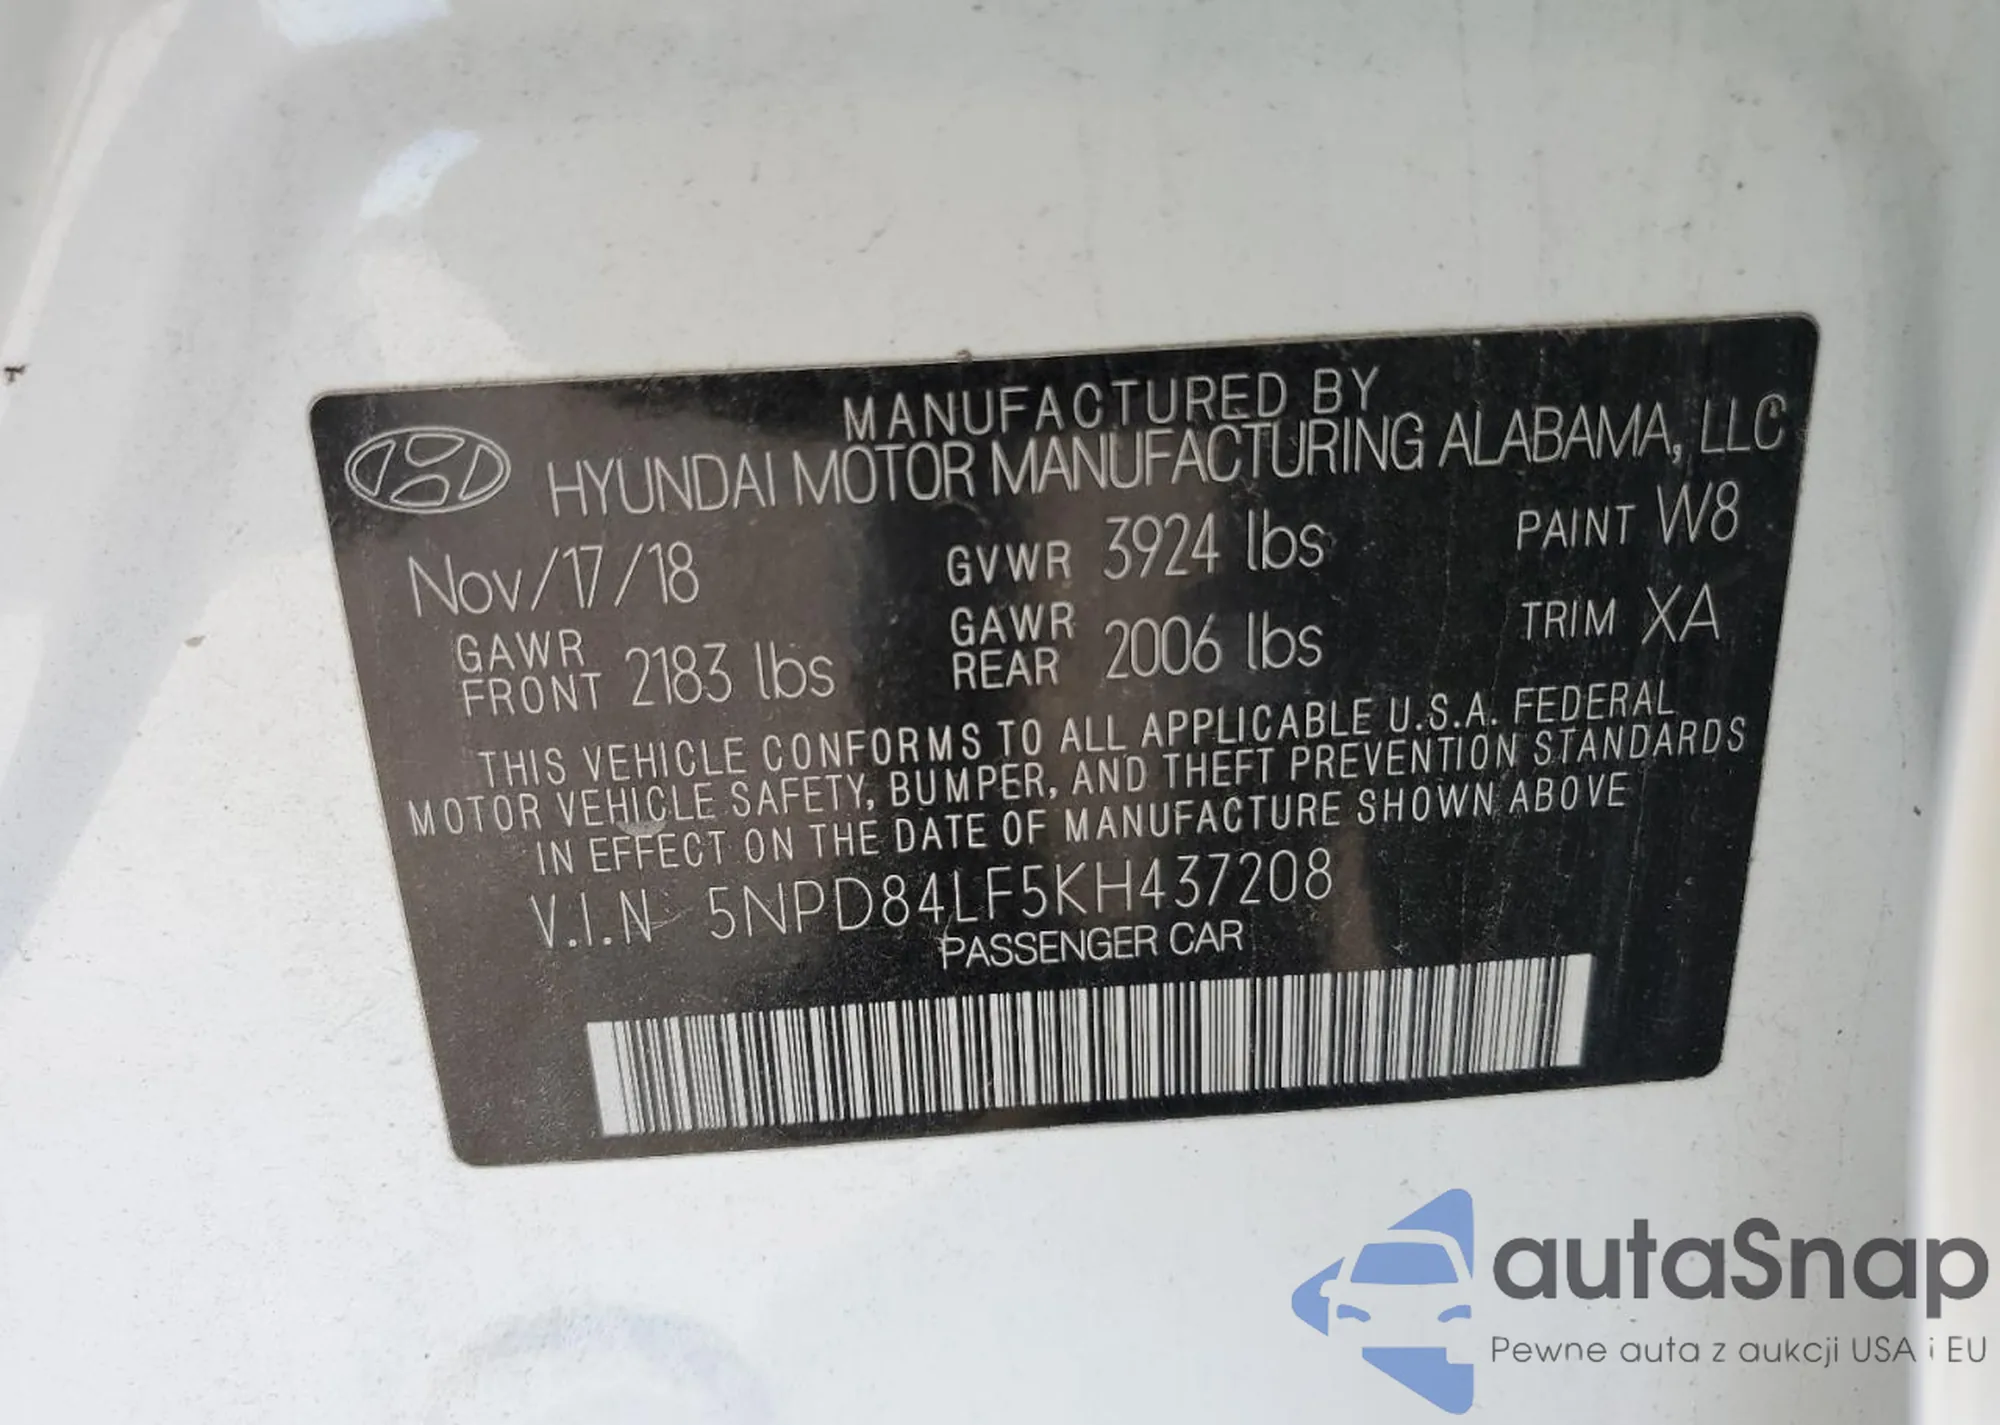 MANUFACTURED BY
HYUNDAI MOTOR MANUFACTURING ALABAMA, LLC
Nov/17/18 GVWR 3924 lbs PAINT W8
GAWR FRONT 2183 lbs GAWR REAR 2006 lbs TRIM XA
THIS VEHICLE CONFORMS TO ALL APPLICABLE U.S.A. FEDERAL
MOTOR VEHICLE SAFETY, BUMPER, AND THEFT PREVENTION STANDARDS
IN EFFECT ON THE DATE OF MANUFACTURE SHOWN ABOVE
V.I.N 5NPD84LF5KH437208
PASSENGER CAR
autaSnap
Pewne auta z aukcji USA i EU